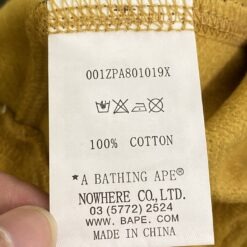 001ZPA801019X
100% COTTON
*A BATHING APE®
NOWHERE CO.,LTD.
03 (5772) 2524
WWW.BAPE.COM
MADE IN CHINA